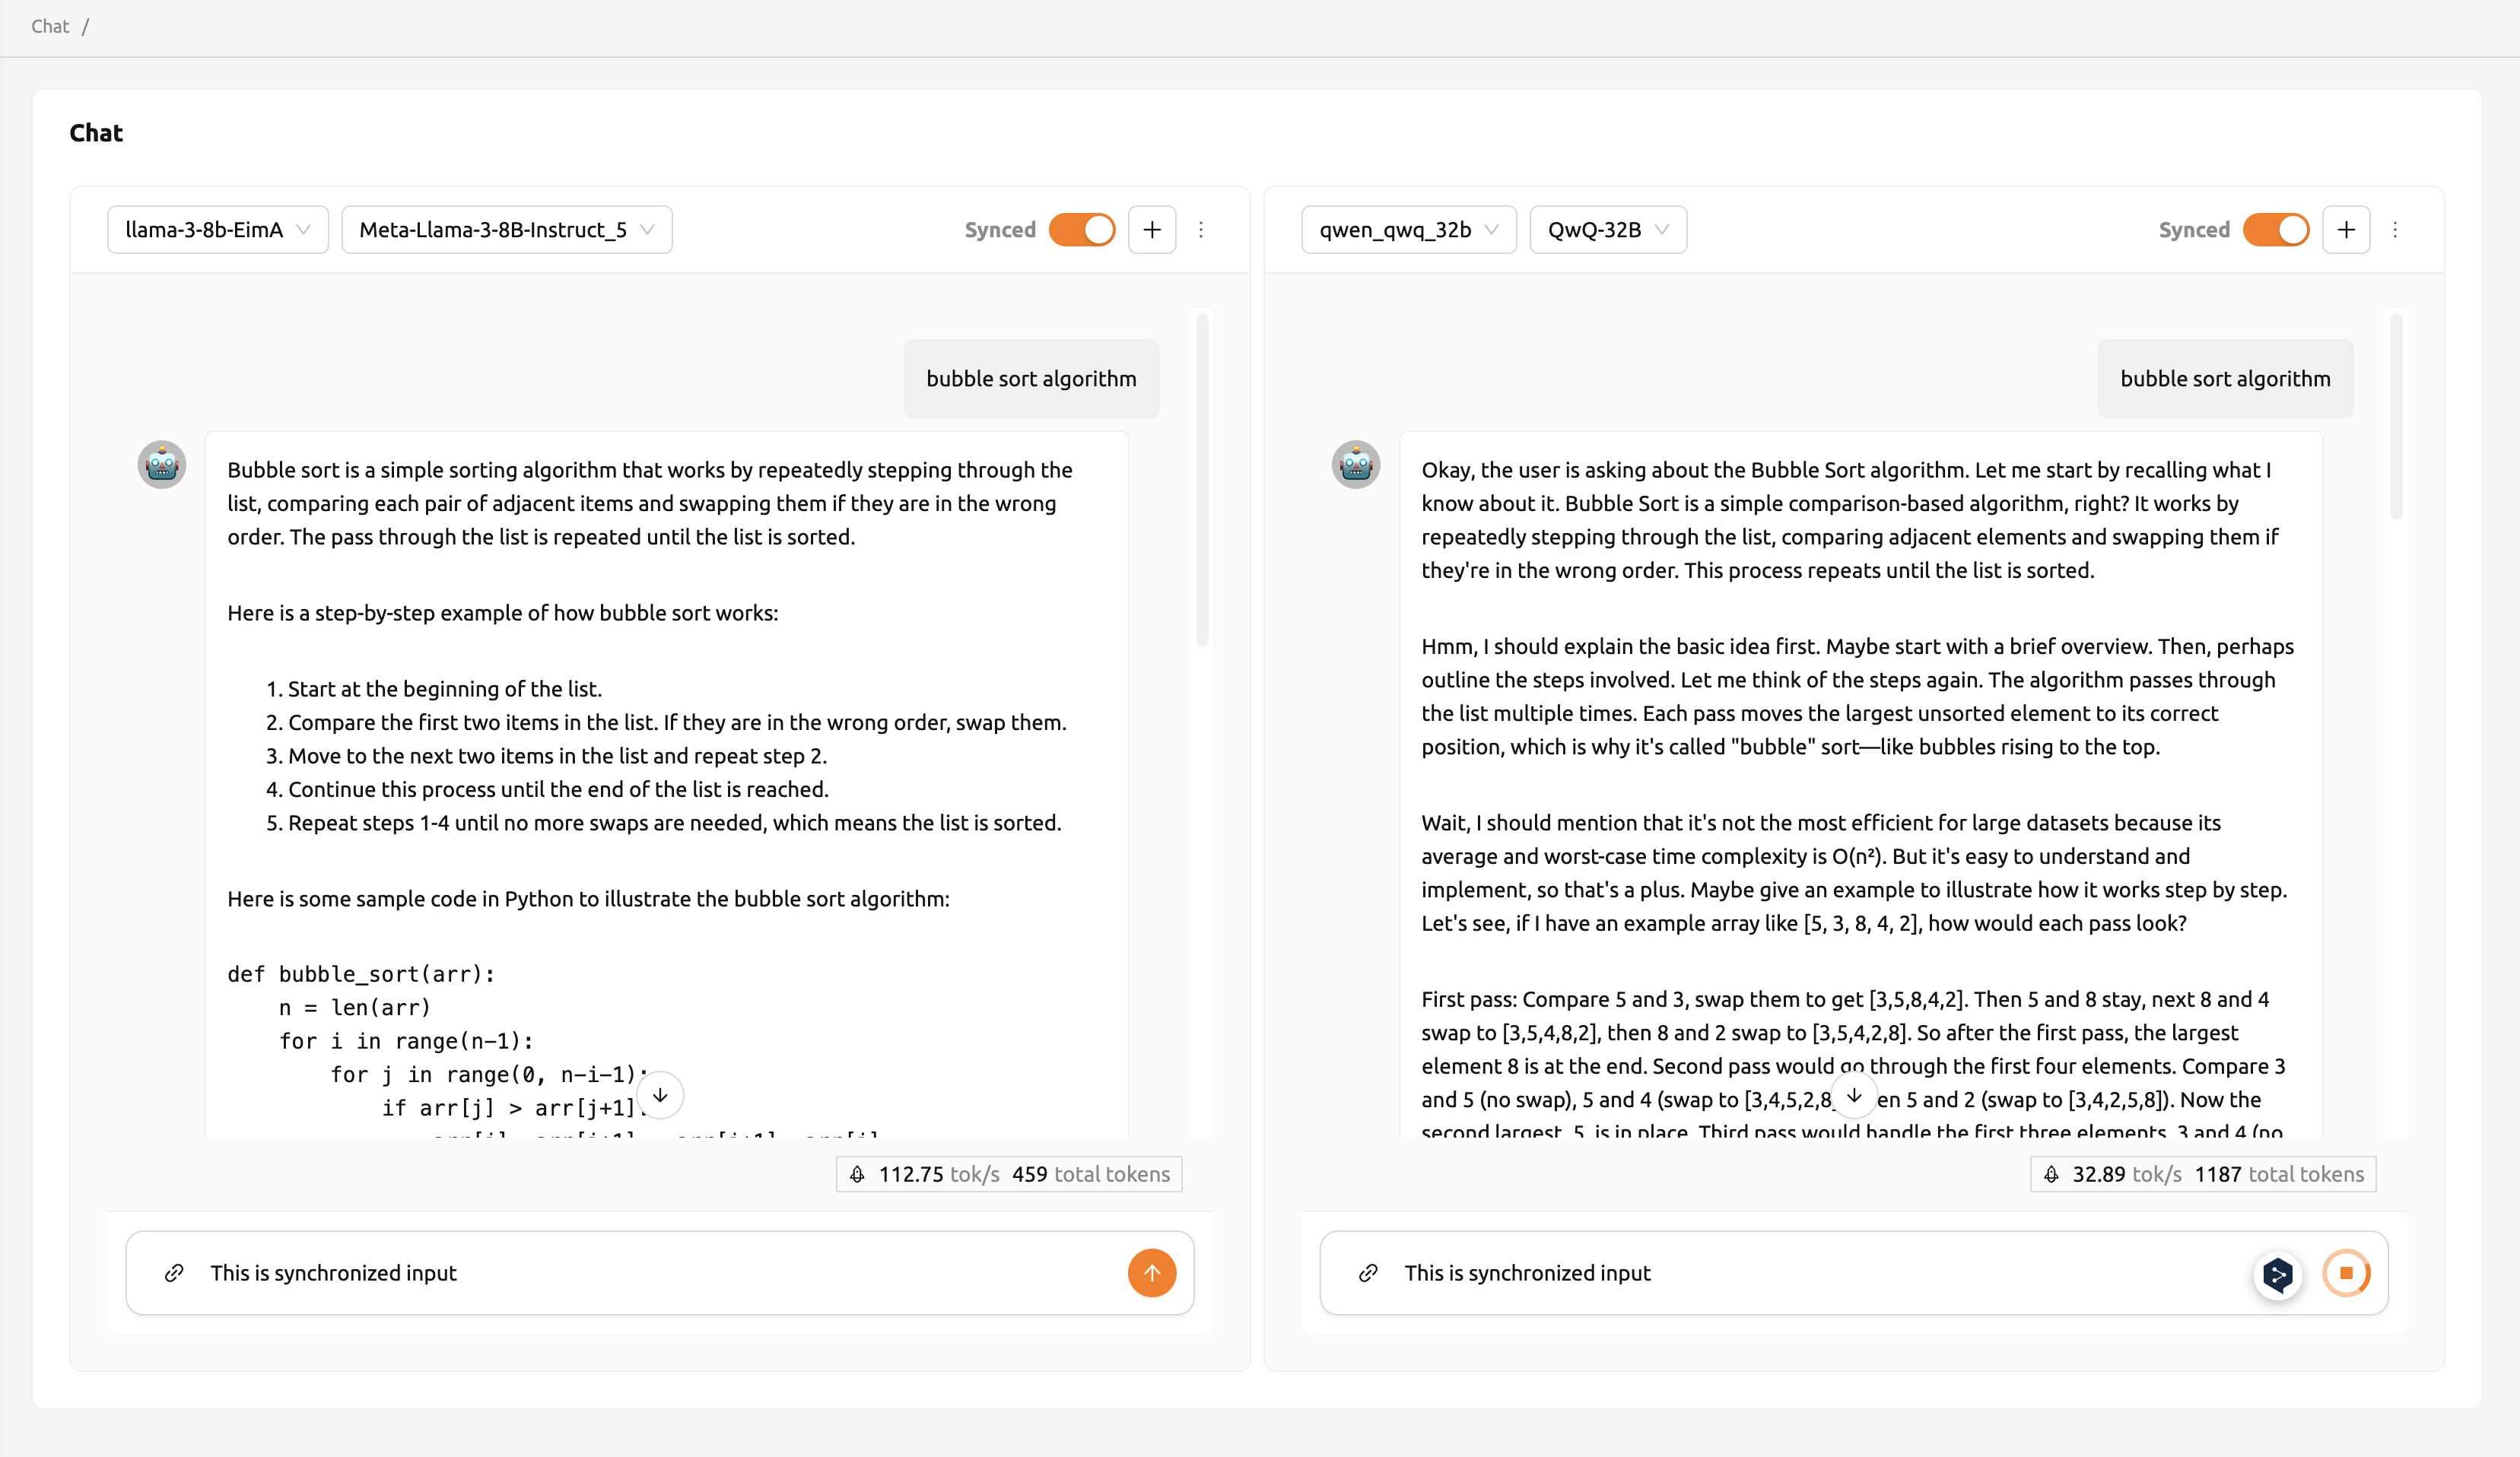 Chat /
Chat
llama-3-8b-EimA
Meta-Llama-3-8B-Instruct_5
Synced
bubble sort algorithm
Bubble sort is a simple sorting algorithm that works by repeatedly stepping through the
list, comparing each pair of adjacent items and swapping them if they are in the wrong
order. The pass through the list is repeated until the list is sorted.
Here is a step-by-step example of how bubble sort works:
1. Start at the beginning of the list.
2. Compare the first two items in the list. If they are in the wrong order, swap them.
3. Move to the next two items in the list and repeat step 2.
4. Continue this process until the end of the list is reached.
5. Repeat steps 1-4 until no more swaps are needed, which means the list is sorted.
Here is some sample code in Python to illustrate the bubble sort algorithm:
def bubble_sort(arr):
    n = len(arr)
    for i in range(n-1):
        for j in range(0, n-i-1):
            if arr[j] > arr[j+1]
112.75 tok/s 459 total tokens
This is synchronized input
qwen_qwq_32b
QwQ-32B
Synced
bubble sort algorithm
Okay, the user is asking about the Bubble Sort algorithm. Let me start by recalling what I
know about it. Bubble Sort is a simple comparison-based algorithm, right? It works by
repeatedly stepping through the list, comparing adjacent elements and swapping them if
they're in the wrong order. This process repeats until the list is sorted.
Hmm, I should explain the basic idea first. Maybe start with a brief overview. Then, perhaps
outline the steps involved. Let me think of the steps again. The algorithm passes through
the list multiple times. Each pass moves the largest unsorted element to its correct
position, which is why it's called "bubble" sort—like bubbles rising to the top.
Wait, I should mention that it's not the most efficient for large datasets because its
average and worst-case time complexity is O(n²). But it's easy to understand and
implement, so that's a plus. Maybe give an example to illustrate how it works step by step.
Let's see, if I have an example array like [5, 3, 8, 4, 2], how would each pass look?
First pass: Compare 5 and 3, swap them to get [3,5,8,4,2]. Then 5 and 8 stay, next 8 and 4
swap to [3,5,4,8,2], then 8 and 2 swap to [3,5,4,2,8]. So after the first pass, the largest
element 8 is at the end. Second pass would go through the first four elements. Compare 3
and 5 (no swap), 5 and 4 (swap to [3,4,5,2,8 en 5 and 2 (swap to [3,4,2,5,8]). Now the
second largest, 5, is in place. Third pass would handle the first three elements. 3 and 4 (no
32.89 tok/s 1187 total tokens
This is synchronized input